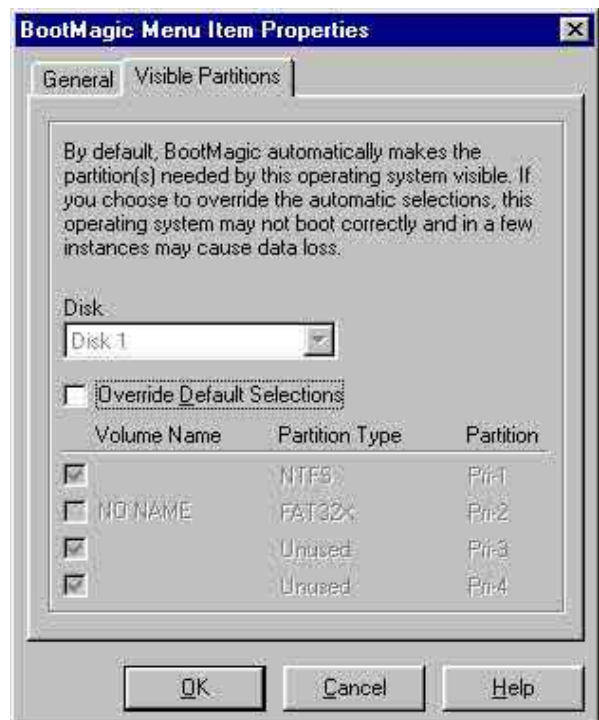 BootMagic Menu Item Properties
General Visible Partitions
By default, BootMagic automatically makes the
partition(s) needed by this operating system visible. If
you choose to override the automatic selections, this
operating system may not boot correctly and in a few
instances may cause data loss.
Disk
Disk 1
Override Default Selections
Volume Name Partition Type Partition
NTFS Pri-1
NO NAME FAT32X Pri-2
Unused Pri-3
Unused Pri-4
OK Cancel Help